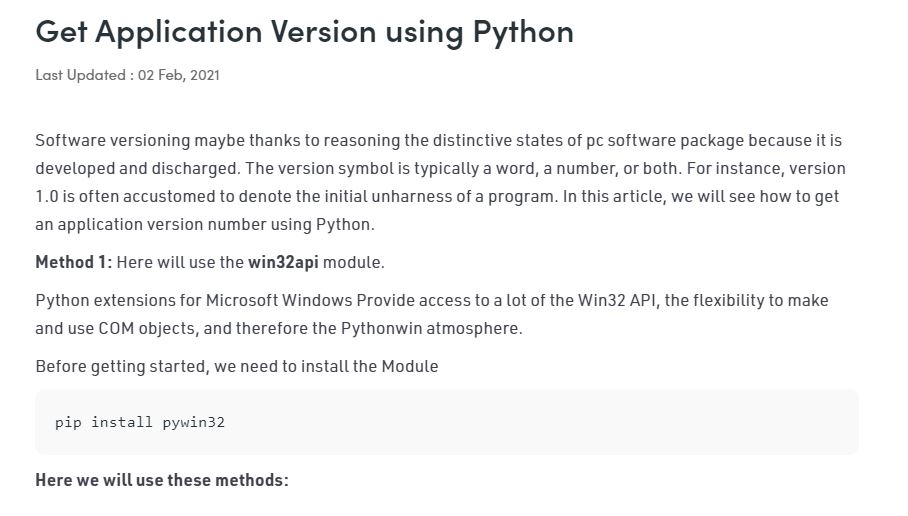 Get Application Version using Python
Last Updated : 02 Feb, 2021
Software versioning maybe thanks to reasoning the distinctive states of pc software package because it is
developed and discharged. The version symbol is typically a word, a number, or both. For instance, version
1.0 is often accustomed to denote the initial unharness of a program. In this article, we will see how to get
an application version number using Python.
Method 1: Here will use the win32api module.
Python extensions for Microsoft Windows Provide access to a lot of the Win32 API, the flexibility to make
and use COM objects, and therefore the Pythonwin atmosphere.
Before getting started, we need to install the Module
pip install pywin32
Here we will use these methods: